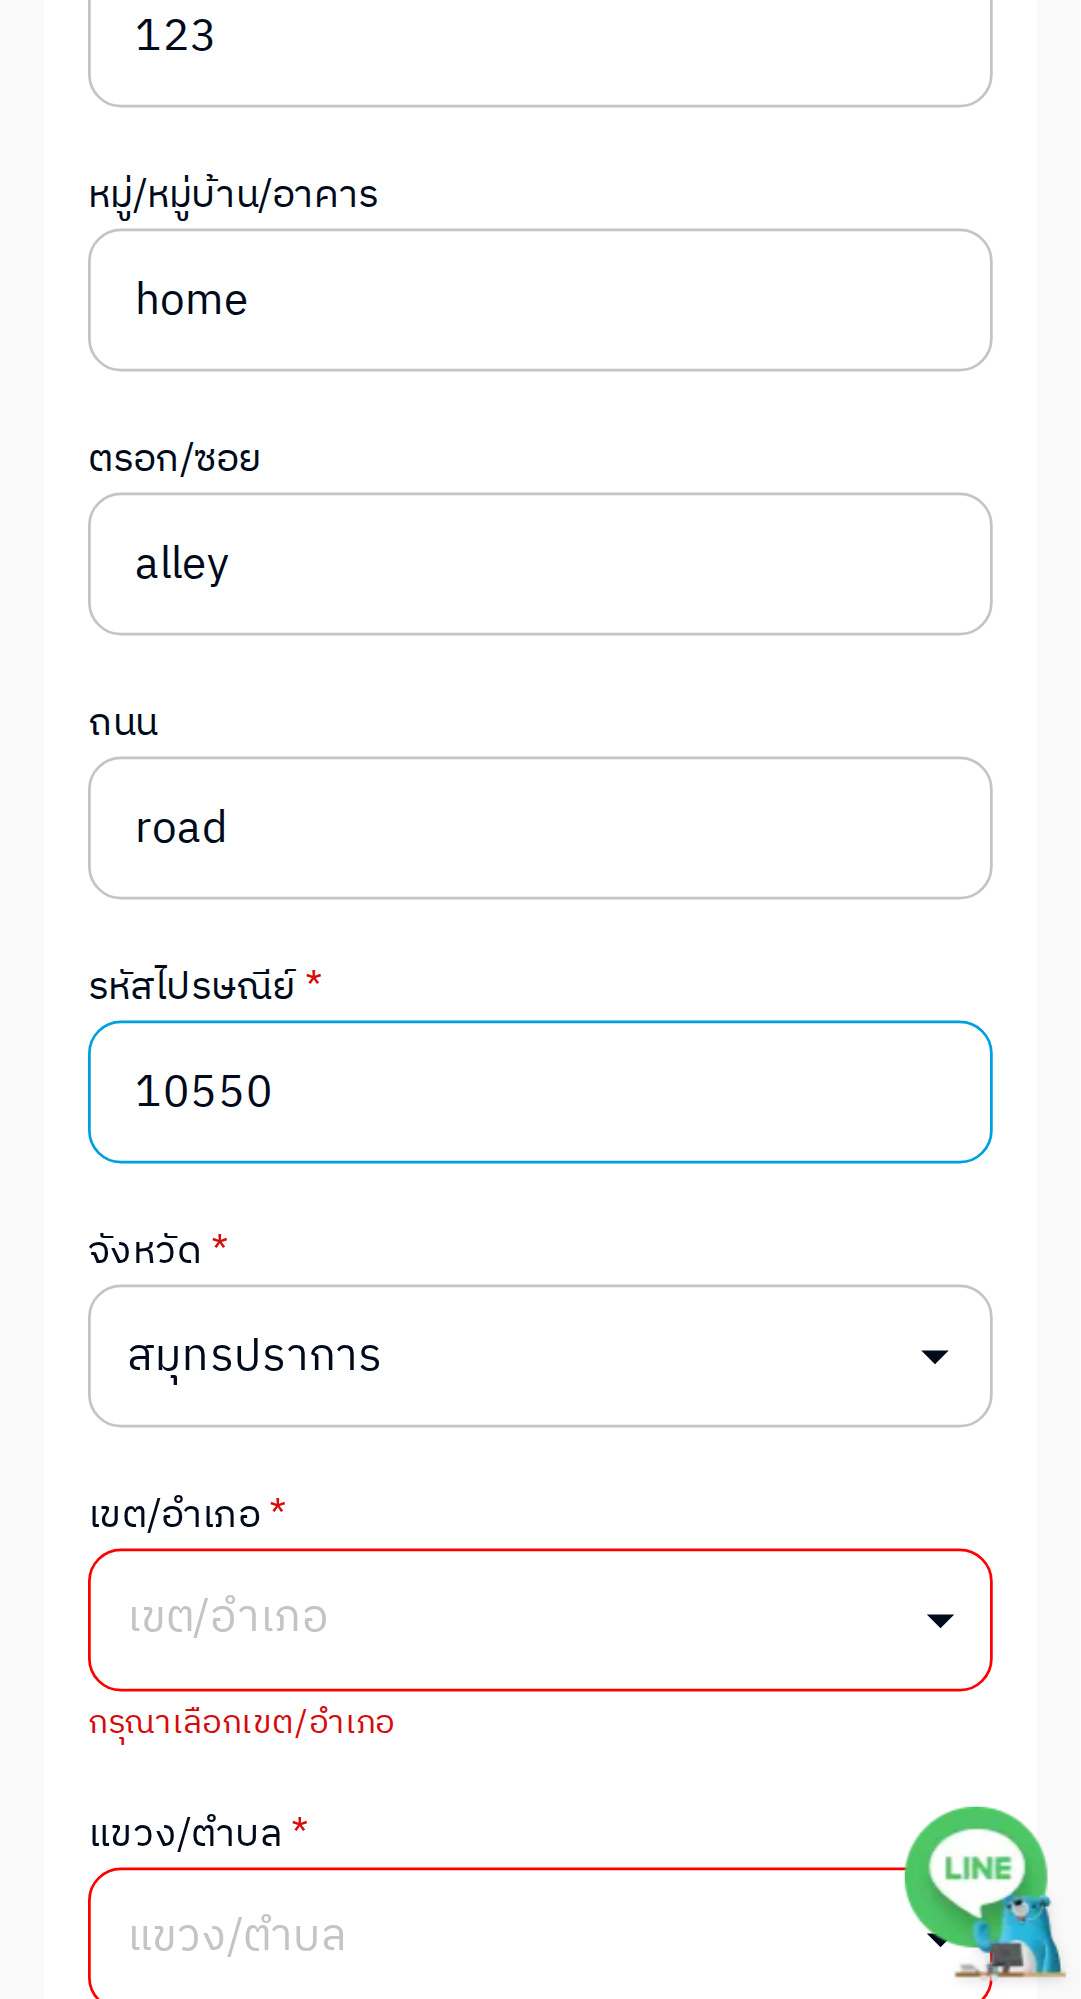 123
หมู่/หมู่บ้าน/อาคาร
home
ตรอก/ซอย
alley
ถนน
road
รหัสไปรษณีย์ *
10550
จังหวัด *
สมุทรปราการ
เขต/อำเภอ *
เขต/อำเภอ
กรุณาเลือกเขต/อำเภอ
แขวง/ตำบล *
LINE
แขวง/ตำบล